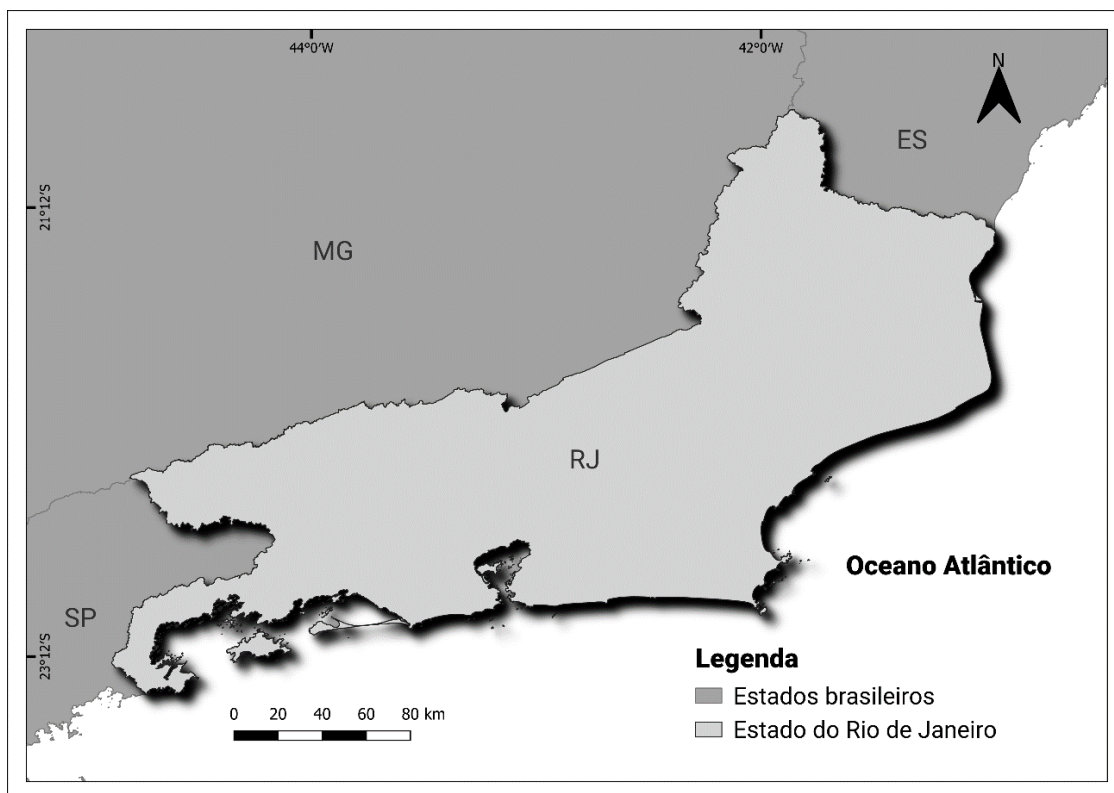 44°0'W
42°0'W
N
ES
21°12'S
MG
RJ
Oceano Atlântico
SP
23°12'S
Legenda
Estados brasileiros
Estado do Rio de Janeiro
0 20 40 60 80 km